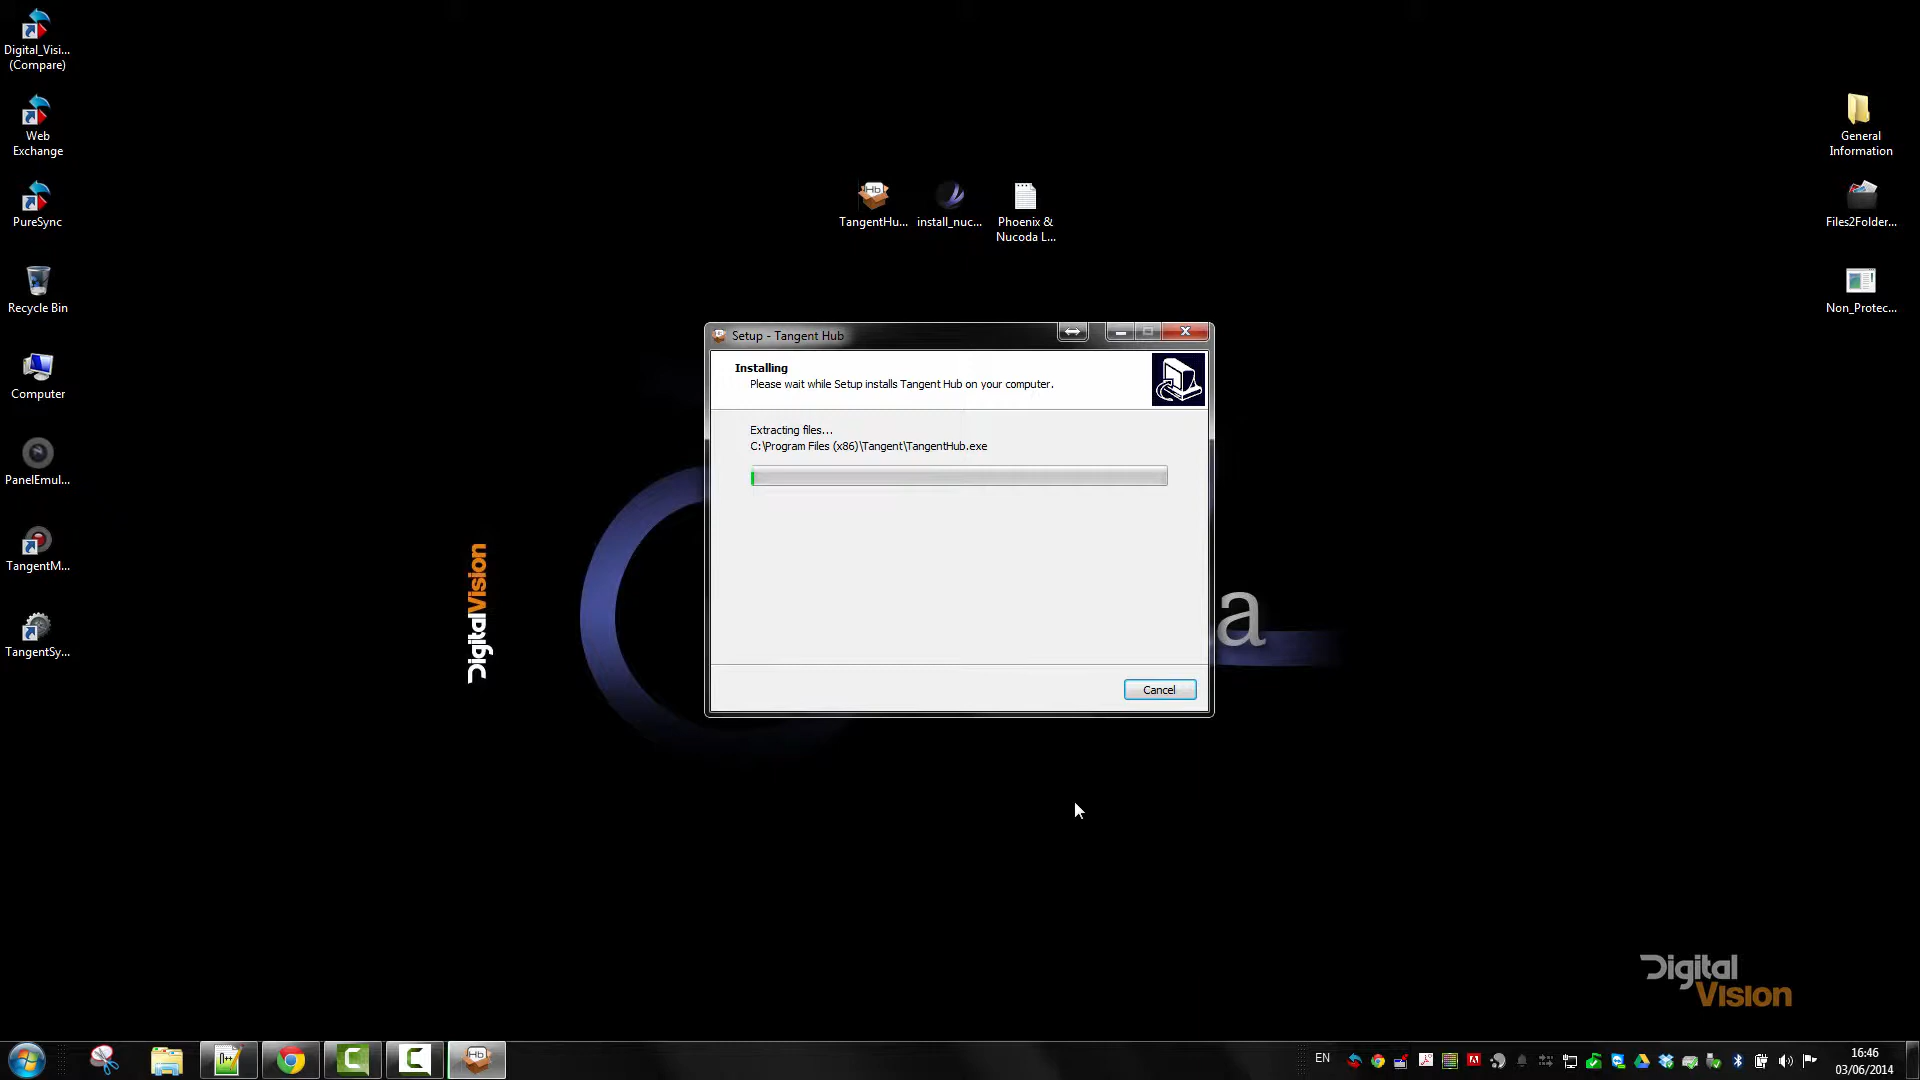 Digital_Visi...
(Compare)
Web
Exchange
PureSync
Recycle Bin
Computer
PanelEmul...
TangentM...
TangentSy...
TangentHu...
install_nuc...
Phoenix &
Nucoda L...
General
Information
Files2Folder...
Non_Protec...
Setup - Tangent Hub
Installing
Please wait while Setup installs Tangent Hub on your computer.
Extracting files...
C:\Program Files (x86)\Tangent\TangentHub.exe
Cancel
DigitalVision
a
Digital
Vision
EN
16:46
03/06/2014